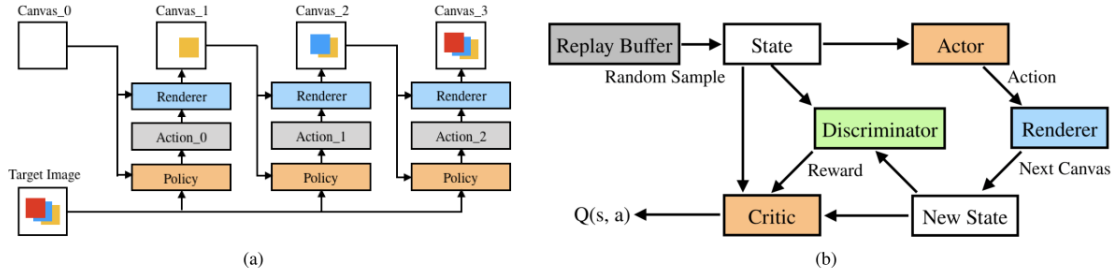 Canvas_0
Canvas_1
Canvas_2
Canvas_3
Renderer
Renderer
Renderer
Action_0
Action_1
Action_2
Policy
Policy
Policy
Target Image
(a)
Replay Buffer
State
Actor
Random Sample
Action
Discriminator
Renderer
Reward
Next Canvas
Q(s, a)
Critic
New State
(b)